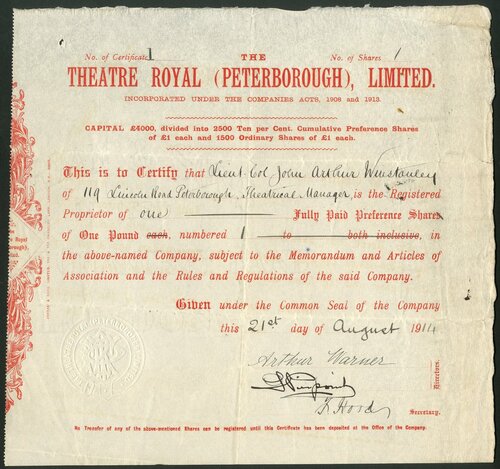 No. of Certificate 1 THE No. of Shares 1
THEATRE ROYAL (PETERBOROUGH), LIMITED.
INCORPORATED UNDER THE COMPANIES ACTS, 1908 and 1913.
CAPITAL £4000, divided into 2500 Ten per Cent. Cumulative Preference Shares
of £1 each and 1500 Ordinary Shares of £1 each.
This is to Certify that Lieut. Col. John Arthur Winstanley
of 119 Lincoln Road Peterborough, Theatrical Manager, is the Registered
Proprietor of one Fully Paid Preference Shares
of One Pound each, numbered 1 to both inclusive, in
the above-named Company, subject to the Memorandum and Articles of
Association and the Rules and Regulations of the said Company.
Given under the Common Seal of the Company
this 21st day of August 1914
Arthur Warner
Directors.
Secretary.
No Transfer of any of the above-mentioned Shares can be registered until this Certificate has been deposited at the Office of the Company.